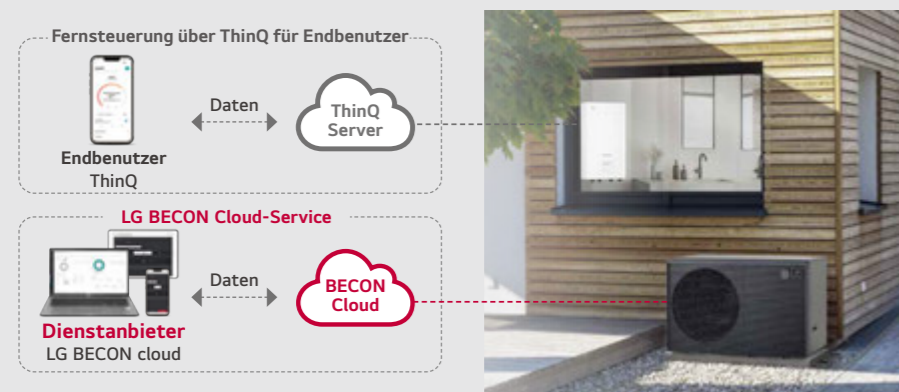 Fernsteuerung über ThinQ für Endbenutzer
Daten
ThinQ
Server
Endbenutzer
ThinQ
LG BECON Cloud-Service
Daten
BECON
Cloud
Dienstanbieter
LG BECON cloud